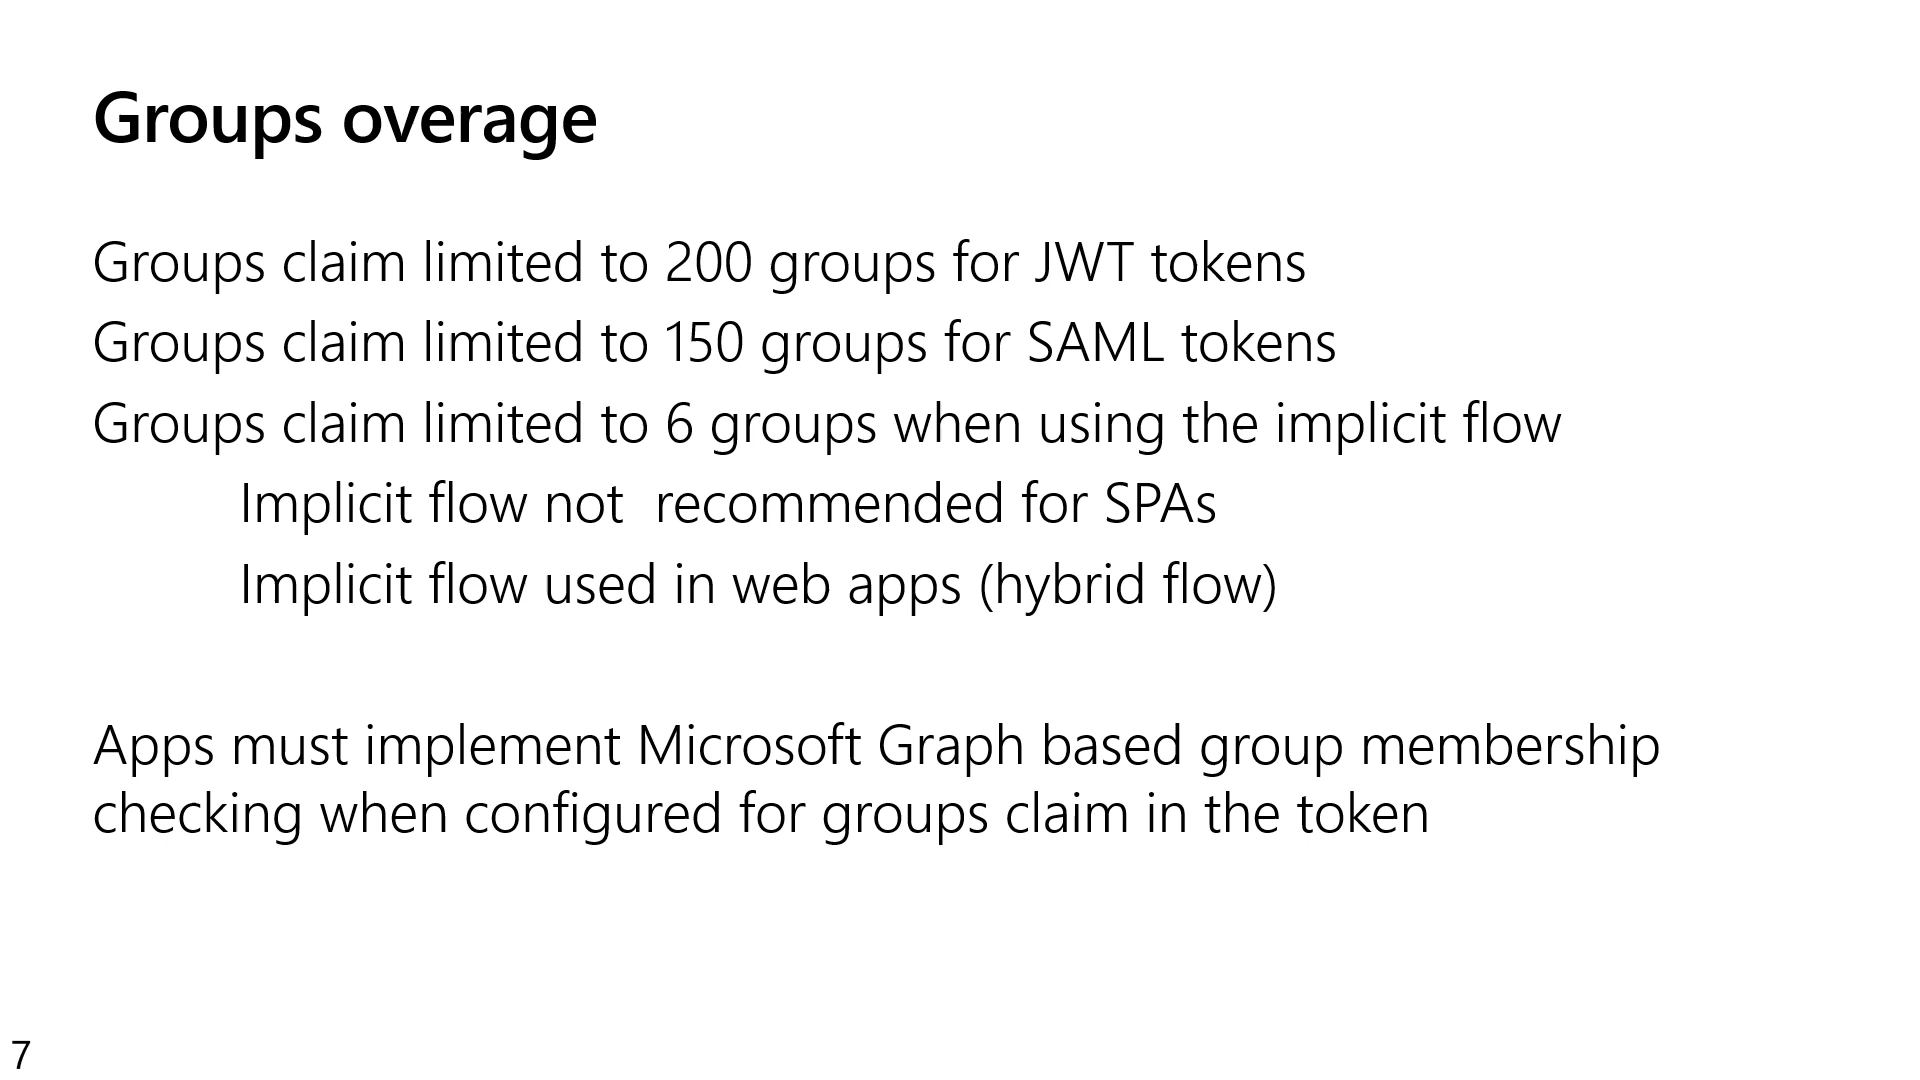 Groups overage
Groups claim limited to 200 groups for JWT tokens
Groups claim limited to 150 groups for SAML tokens
Groups claim limited to 6 groups when using the implicit flow
Implicit flow not  recommended for SPAs
Implicit flow used in web apps (hybrid flow)
Apps must implement Microsoft Graph based group membership
checking when configured for groups claim in the token
7